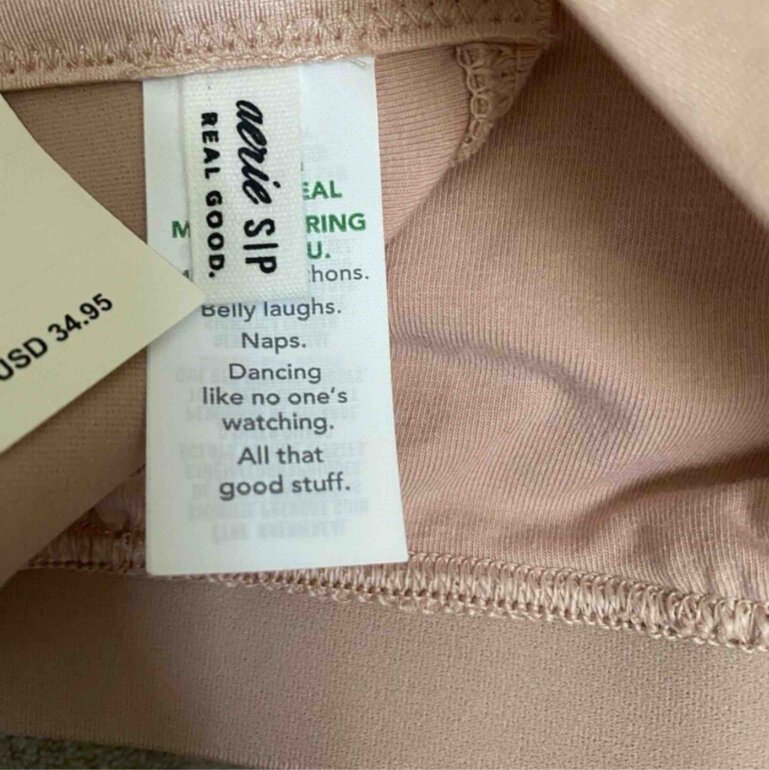 aerie S|P
REAL GOOD.
EAL
M RING
U.
hons.
Belly laughs.
Naps.
Dancing
like no one's
watching.
All that
good stuff.
USD 34.95